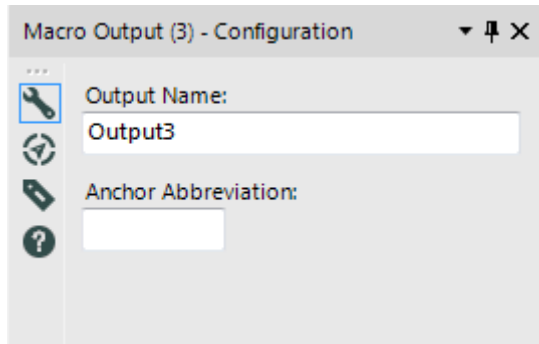 Macro Output (3) - Configuration
Output Name:
Output3
Anchor Abbreviation: